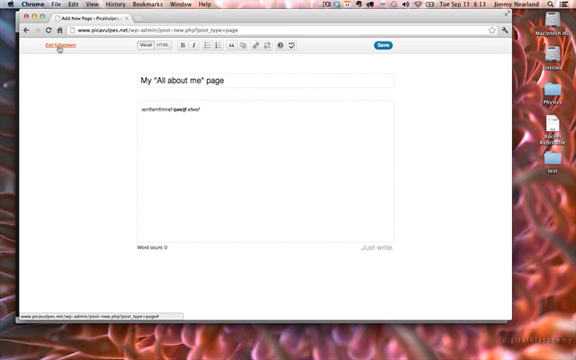 Chrome File Edit View History Bookmarks Window Help
Tue Sep 11 8:13 Jimmy Newland
Add New Page ‹ PicaVulpes.
www.picavulpes.net/wp-admin/post-new.php?post_type=page
Exit fullscreen
Visual HTML
B I
Save
My "All about me" page
Word count: 0
Just write.
www.picavulpes.net/wp-admin/post-new.php?post_type=page#
Macintosh HD
Untitled
Physics
Rocket
test
digitalblasphemy